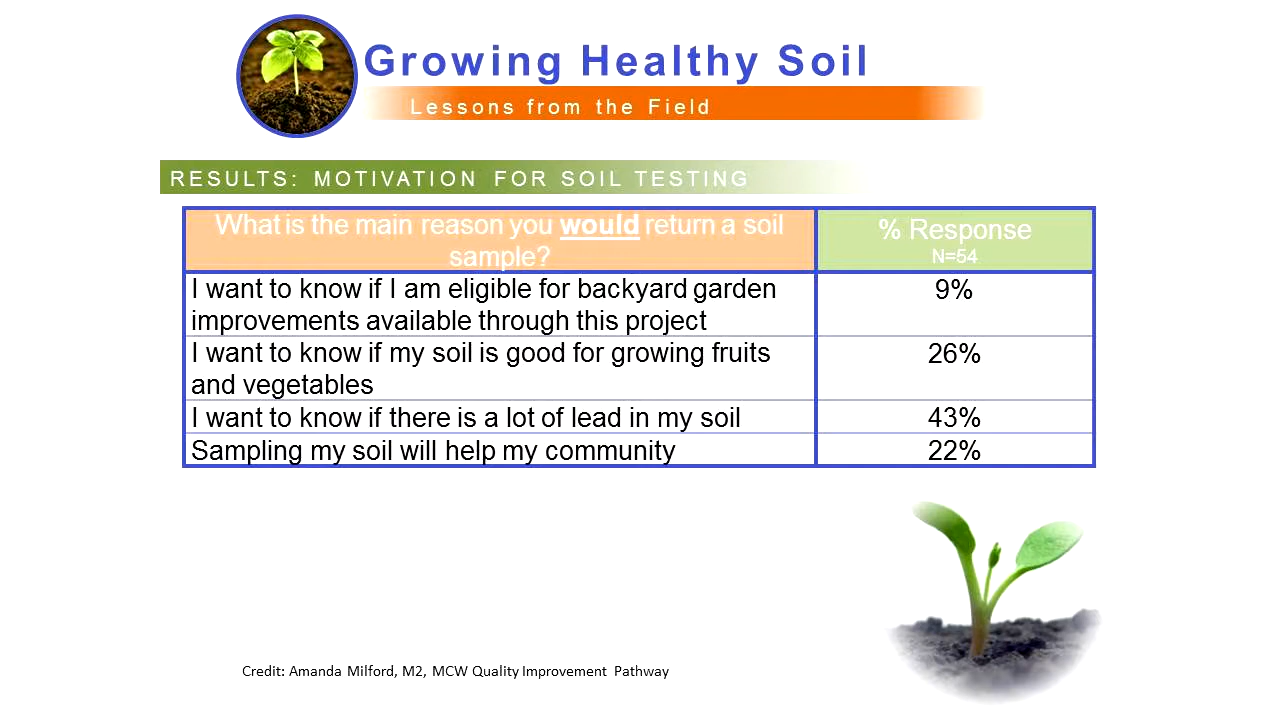 Growing Healthy Soil
Lessons from the Field
RESULTS: MOTIVATION FOR SOIL TESTING
What is the main reason you would return a soil
sample?
% Response
N=54
I want to know if I am eligible for backyard garden
improvements available through this project
9%
I want to know if my soil is good for growing fruits
and vegetables
26%
I want to know if there is a lot of lead in my soil
43%
Sampling my soil will help my community
22%
Credit: Amanda Milford, M2, MCW Quality Improvement Pathway